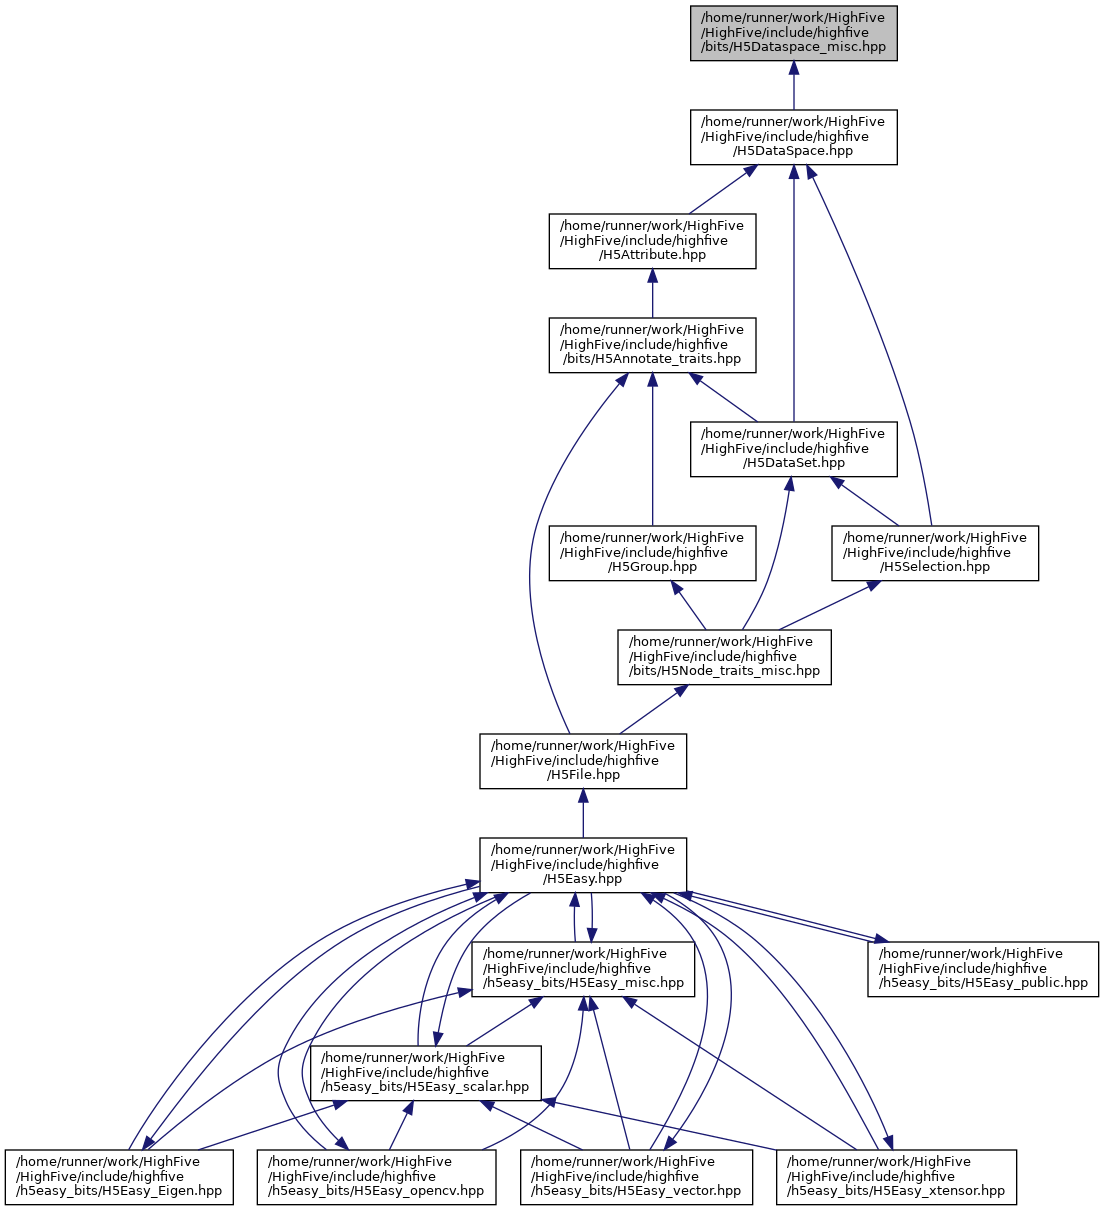 /home/runner/work/HighFive
/HighFive/include/highfive
/bits/H5Dataspace_misc.hpp
/home/runner/work/HighFive
/HighFive/include/highfive
/H5DataSpace.hpp
/home/runner/work/HighFive
/HighFive/include/highfive
/H5Attribute.hpp
/home/runner/work/HighFive
/HighFive/include/highfive
/bits/H5Annotate_traits.hpp
/home/runner/work/HighFive
/HighFive/include/highfive
/H5DataSet.hpp
/home/runner/work/HighFive
/HighFive/include/highfive
/H5Group.hpp
/home/runner/work/HighFive
/HighFive/include/highfive
/H5Selection.hpp
/home/runner/work/HighFive
/HighFive/include/highfive
/bits/H5Node_traits_misc.hpp
/home/runner/work/HighFive
/HighFive/include/highfive
/H5File.hpp
/home/runner/work/HighFive
/HighFive/include/highfive
/H5Easy.hpp
/home/runner/work/HighFive
/HighFive/include/highfive
/h5easy_bits/H5Easy_misc.hpp
/home/runner/work/HighFive
/HighFive/include/highfive
/h5easy_bits/H5Easy_public.hpp
/home/runner/work/HighFive
/HighFive/include/highfive
/h5easy_bits/H5Easy_scalar.hpp
/home/runner/work/HighFive
/HighFive/include/highfive
/h5easy_bits/H5Easy_Eigen.hpp
/home/runner/work/HighFive
/HighFive/include/highfive
/h5easy_bits/H5Easy_opencv.hpp
/home/runner/work/HighFive
/HighFive/include/highfive
/h5easy_bits/H5Easy_vector.hpp
/home/runner/work/HighFive
/HighFive/include/highfive
/h5easy_bits/H5Easy_xtensor.hpp